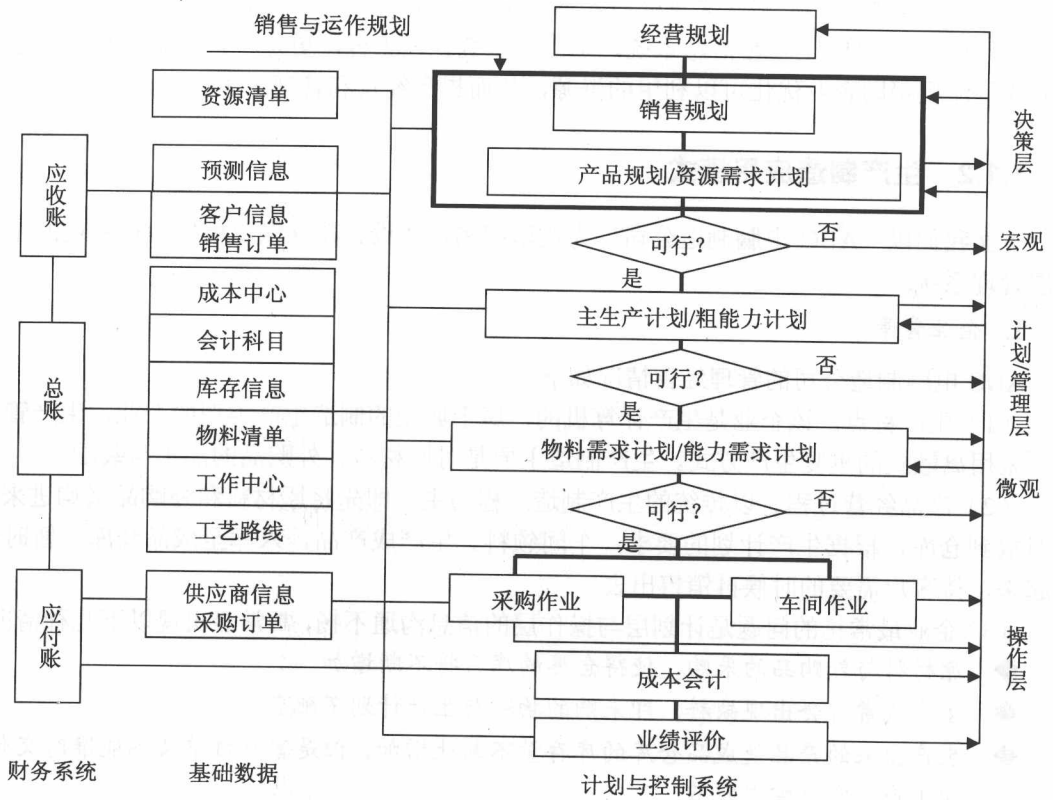 销售与运作规划
经营规划
资源清单
销售规划
产品规划/资源需求计划
决策层
应收账
预测信息
客户信息
销售订单
可行?
否
是
宏观
成本中心
会计科目
主生产计划/粗能力计划
计划/管理层
总账
库存信息
物料清单
工作中心
工艺路线
可行?
否
是
物料需求计划/能力需求计划
微观
可行?
否
是
应付账
供应商信息
采购订单
采购作业
车间作业
操作层
成本会计
业绩评价
财务系统
基础数据
计划与控制系统